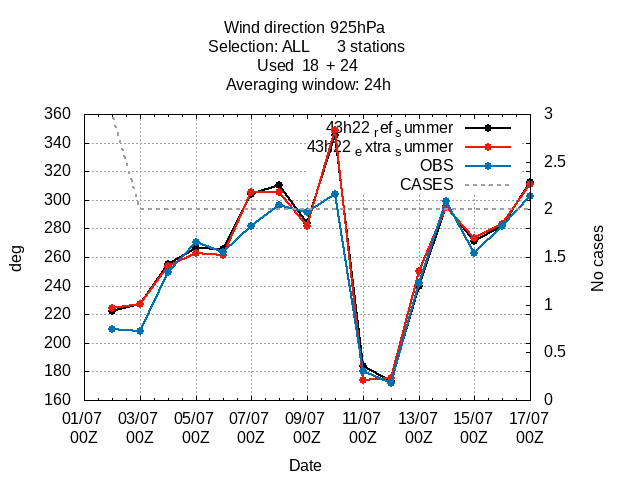 Wind direction 925hPa
Selection: ALL 3 stations
Used 18 + 24
Averaging window: 24h
360
340
320
300
280
260
240
220
200
180
160
deg
3
2.5
2
1.5
1
0.5
0
No cases
43h22 ref summer
43h22 extra summer
OBS
CASES
01/07 03/07 05/07 07/07 09/07 11/07 13/07 15/07 17/07
00Z 00Z 00Z 00Z 00Z 00Z 00Z 00Z 00Z
Date